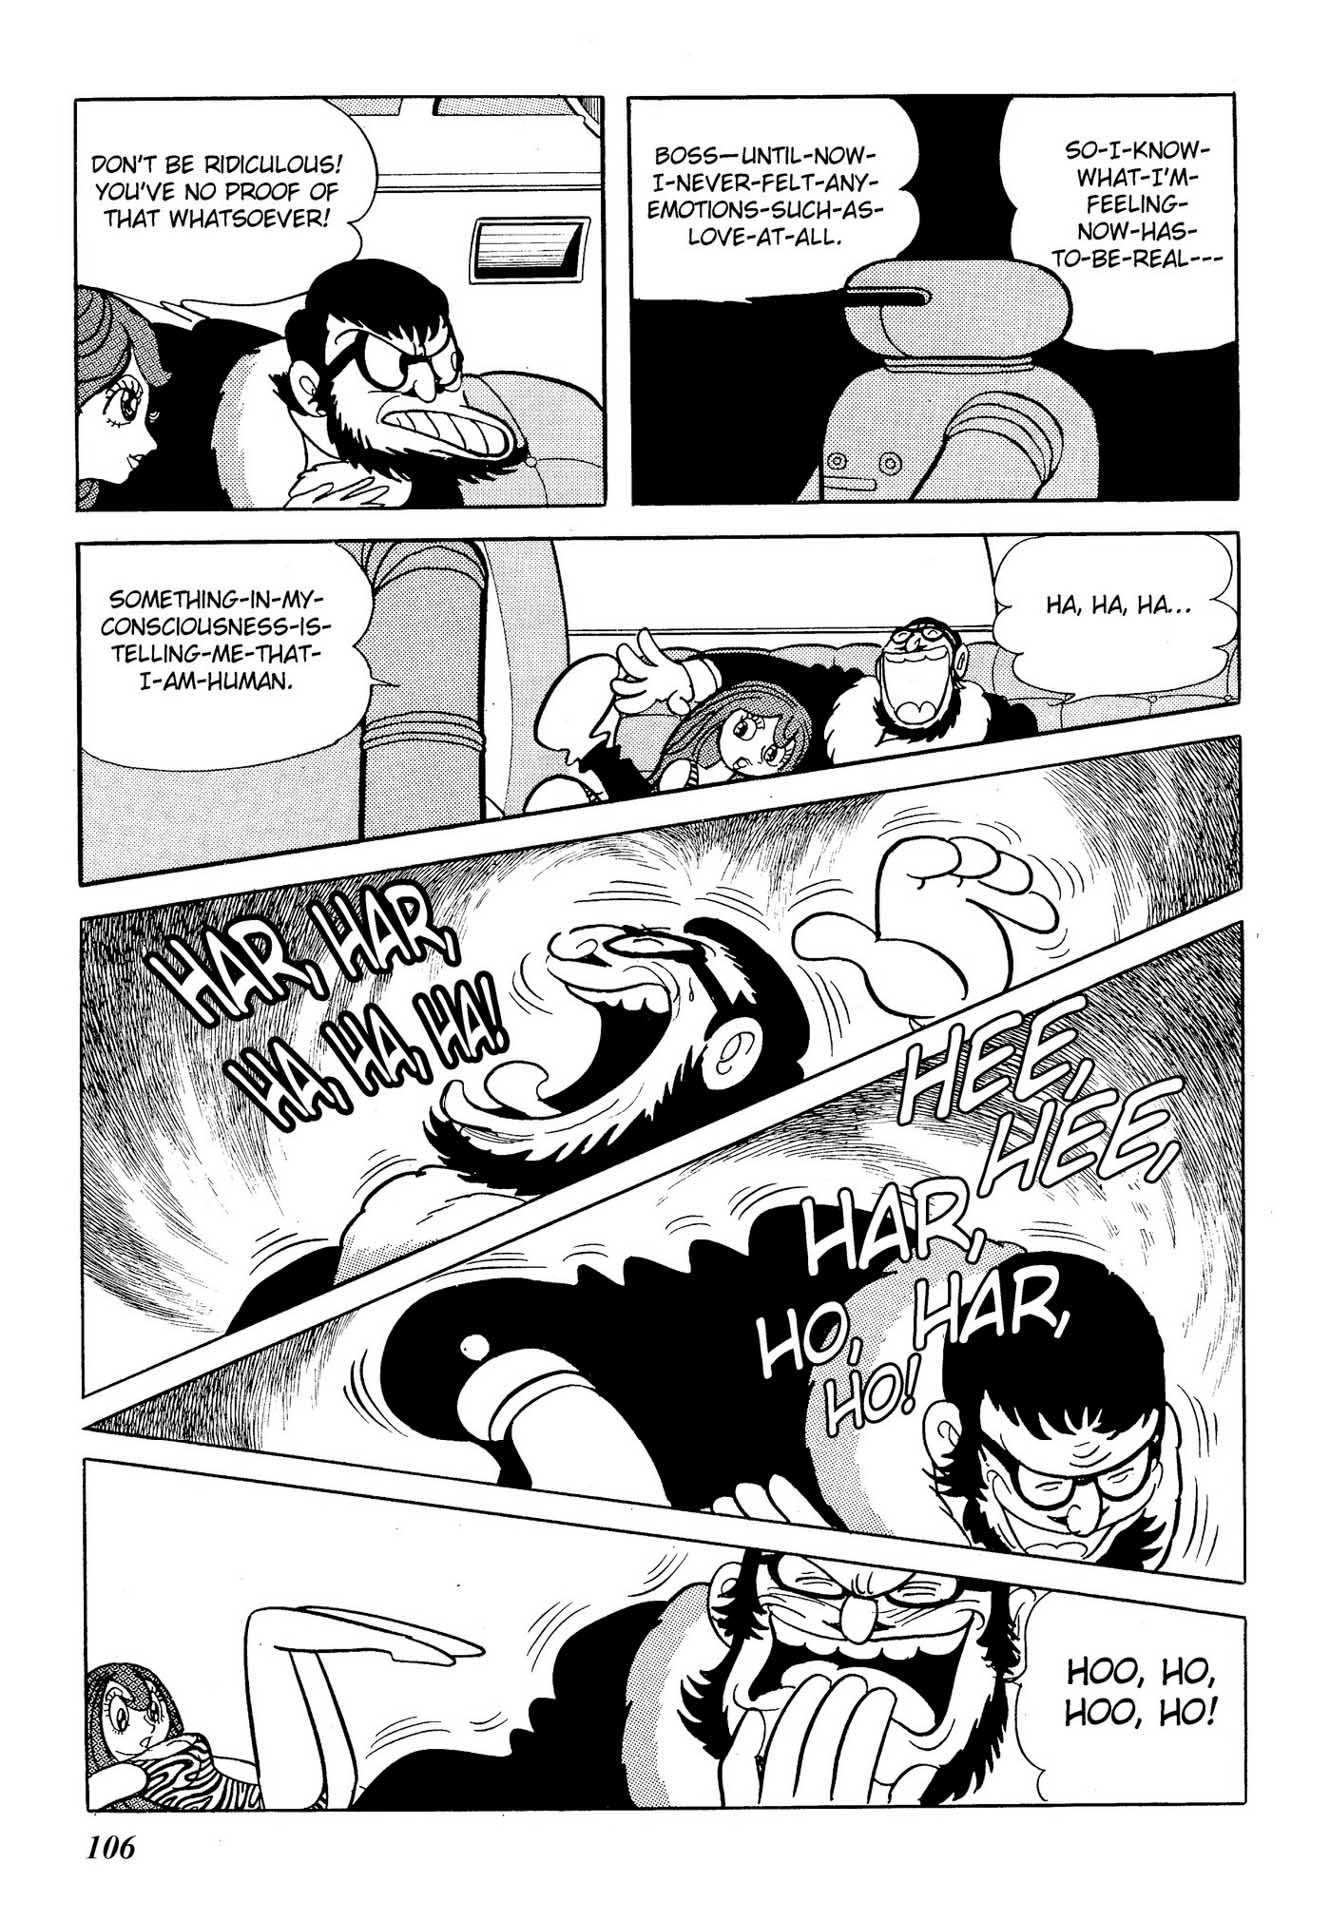 DON'T BE RIDICULOUS!
YOU'VE NO PROOF OF
THAT WHATSOEVER!
BOSS—UNTIL-NOW-
I-NEVER-FELT-ANY-
EMOTIONS-SUCH-AS-
LOVE-AT-ALL.
SO-I-KNOW-
WHAT-I'M-
FEELING-
NOW-HAS-
TO-BE-REAL---
SOMETHING-IN-MY-
CONSCIOUSNESS-IS-
TELLING-ME-THAT-
I-AM-HUMAN.
HA, HA, HA...
HAR, HAR,
HA, HA, HA!
HEE,
HEE,
HAR,
HAR,
HO,
HO!
HOO, HO,
HOO, HO!
106